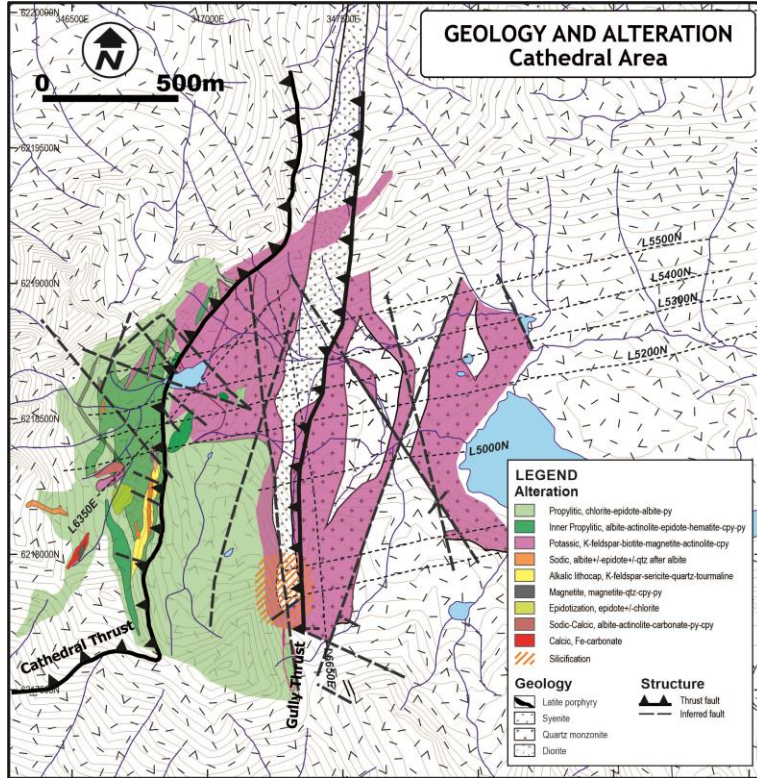 346500E
347000E
347500E
6220000N
GEOLOGY AND ALTERATION
Cathedral Area
N
0 500m
6219500N
6219000N
L5500N
L5400N
L5300N
L5200N
6218500N
L5000N
L6350E
6218000N
Cathedral Thrust
Gully Thrust
L6650E
LEGEND
Alteration
Propylitic, chlorite-epidote-albite-py
Inner Propylitic, albite-actinolite-epidote-hematite-cpy-py
Potassic, K-feldspar-biotite-magnetite-actinolite-cpy
Sodic, albite+/-epidote+/-qtz after albite
Alkalic lithocap, K-feldspar-sericite-quartz-tourmaline
Magnetite, magnetite-qtz-cpy-py
Epidotization, epidote+/-chlorite
Sodic-Calcic, albite-actinolite-carbonate-py-cpy
Calcic, Fe-carbonate
Silicification
Geology
Latite porphyry
Syenite
Quartz monzonite
Diorite
Structure
Thrust fault
Inferred fault